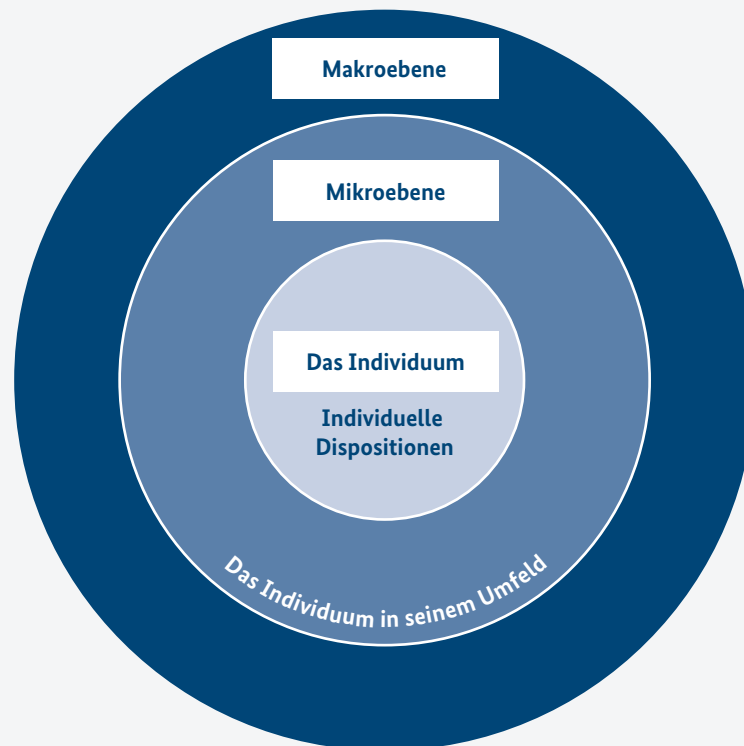 Makroebene
Mikroebene
Das Individuum
Individuelle
Dispositionen
Das Individuum in seinem Umfeld